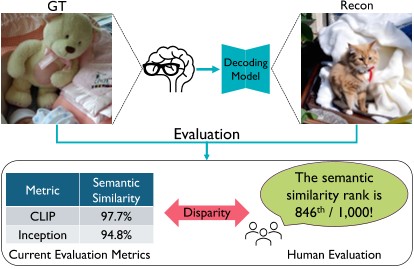 GT
Recon
Decoding
Model
Evaluation
Metric
Semantic
Similarity
CLIP
97.7%
Inception
94.8%
Current Evaluation Metrics
Disparity
The semantic
similarity rank is
846th / 1,000!
Human Evaluation